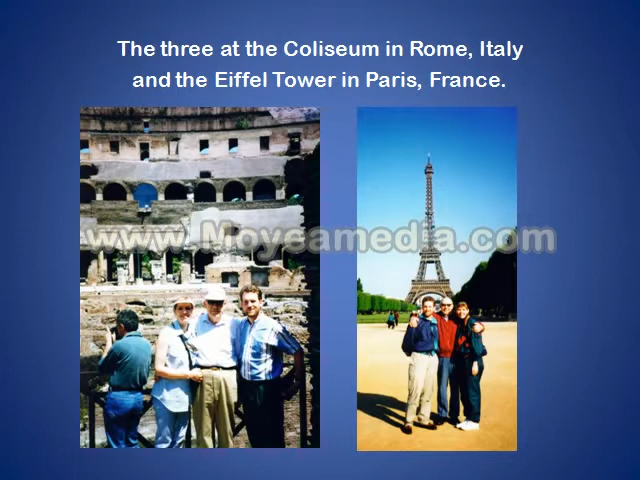 The three at the Coliseum in Rome, Italy
and the Eiffel Tower in Paris, France.
www.Moyeamedia.com